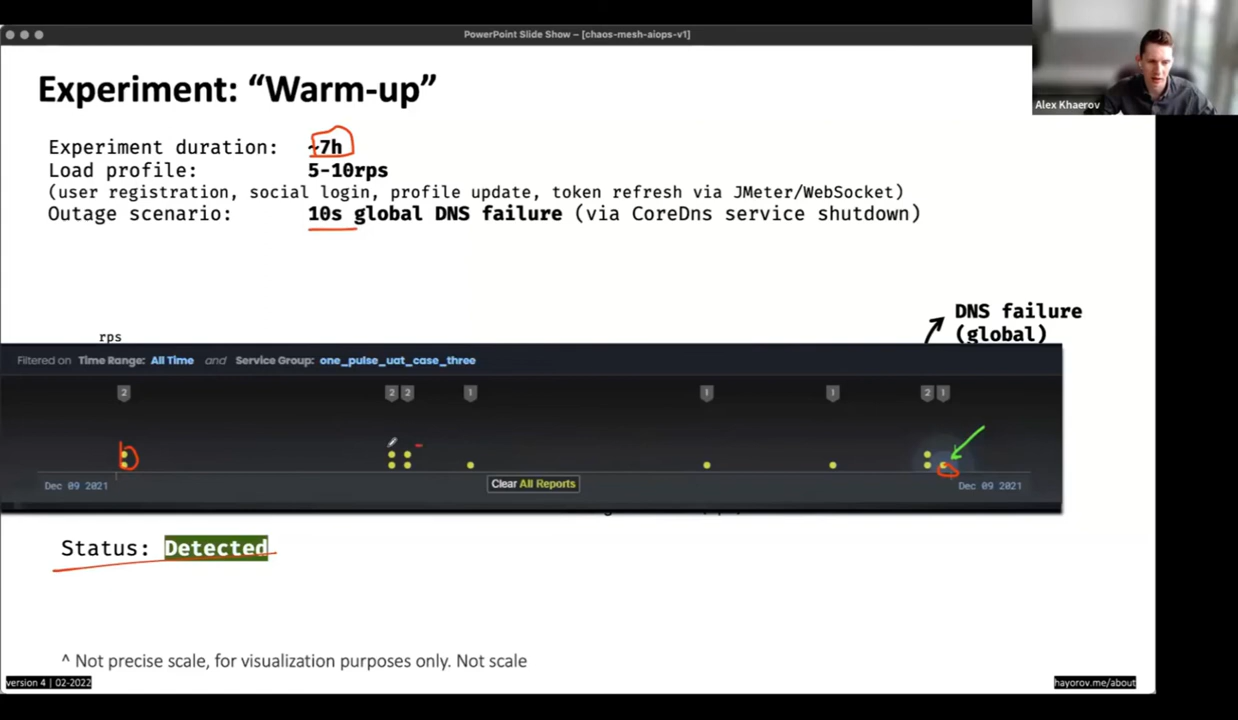 PowerPoint Slide Show – [chaos-mesh-aiops-v1]
Alex Khaerov
Experiment: “Warm-up”
Experiment duration: ~7h
Load profile: 5-10rps
(user registration, social login, profile update, token refresh via JMeter/WebSocket)
Outage scenario: 10s global DNS failure (via CoreDns service shutdown)
DNS failure
(global)
rps
Filtered on Time Range: All Time and Service Group: one_pulse_uat_case_three
2 2 2 1 1 1 2 1
Dec 09 2021 Clear All Reports Dec 09 2021
Status: Detected
^ Not precise scale, for visualization purposes only. Not scale
version 4 | 02-2022 hayorov.me/about